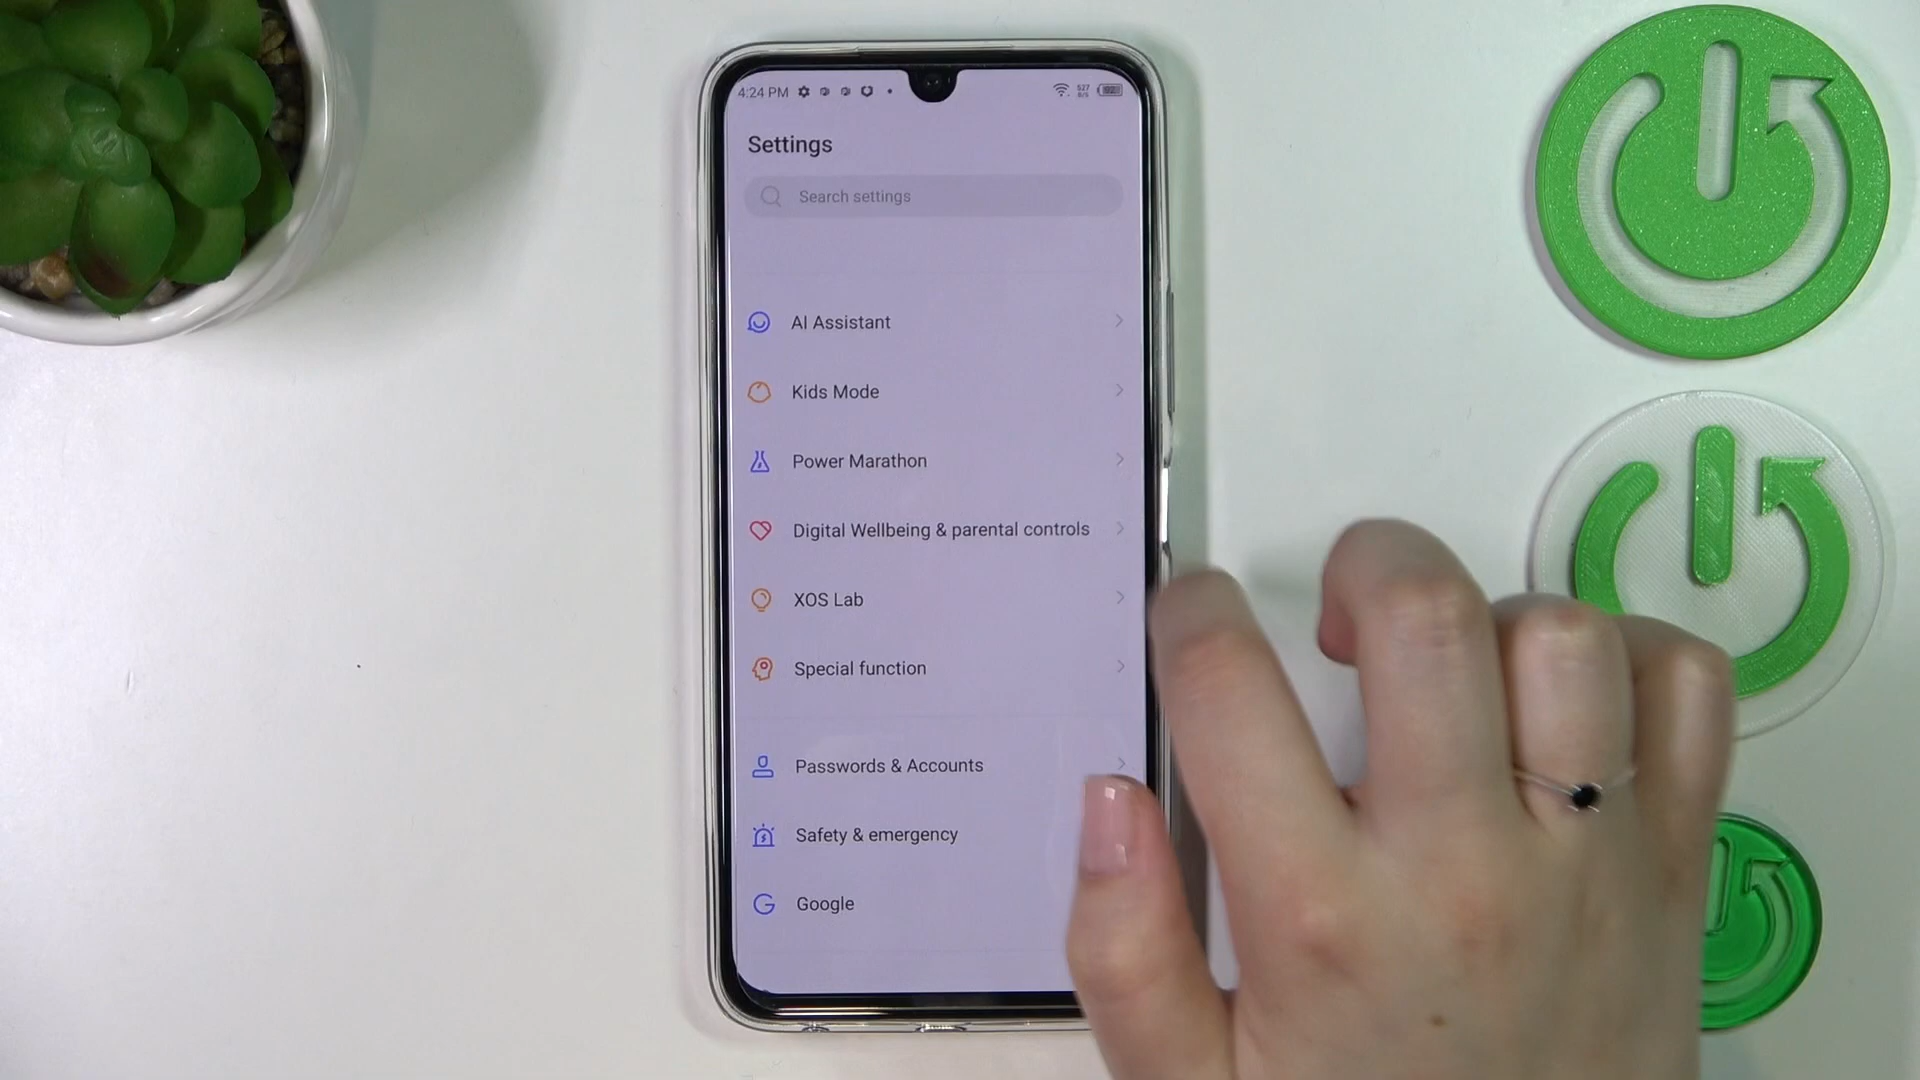 4:24 PM
527
B/S
Settings
Search settings
AI Assistant
Kids Mode
Power Marathon
Digital Wellbeing & parental controls
XOS Lab
Special function
Passwords & Accounts
Safety & emergency
Google